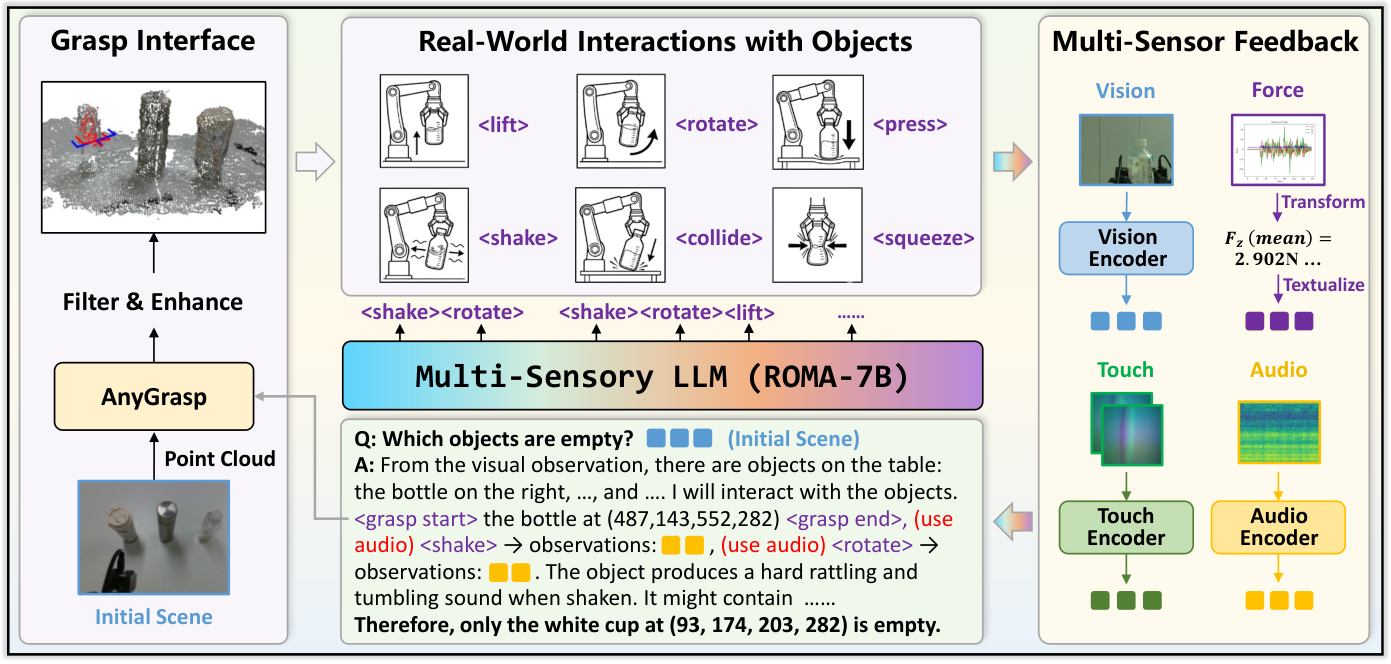 Grasp Interface
Filter & Enhance
AnyGrasp
Point Cloud
Initial Scene
Real-World Interactions with Objects
<lift>
<rotate>
<press>
<shake>
<collide>
<squeeze>
<shake><rotate> <shake><rotate><lift> ......
Multi-Sensory LLM (ROMA-7B)
Q: Which objects are empty? (Initial Scene)
A: From the visual observation, there are objects on the table:
the bottle on the right, ..., and .... I will interact with the objects.
<grasp start> the bottle at (487,143,552,282) <grasp end>, (use
audio) <shake> → observations: , (use audio) <rotate> →
observations: . The object produces a hard rattling and
tumbling sound when shaken. It might contain ......
Therefore, only the white cup at (93, 174, 203, 282) is empty.
Multi-Sensor Feedback
Vision
Vision
Encoder
Force
Transform
F_z (mean) =
2.902N ...
Textualize
Touch
Touch
Encoder
Audio
Audio
Encoder